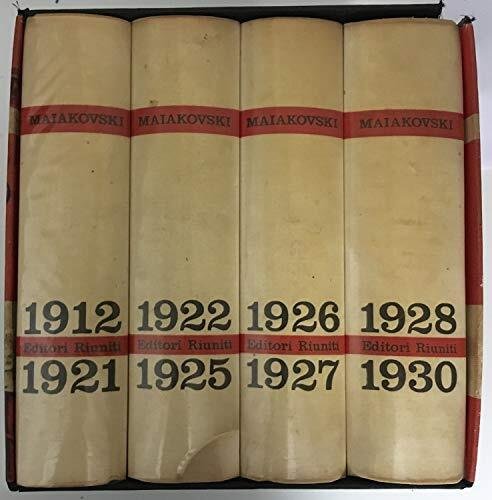 MAIAKOVSKI
1912
Editori Riuniti
1921
MAIAKOVSKI
1922
Editori Riuniti
1925
MAIAKOVSKI
1926
Editori Riuniti
1927
MAIAKOVSKI
1928
Editori Riuniti
1930